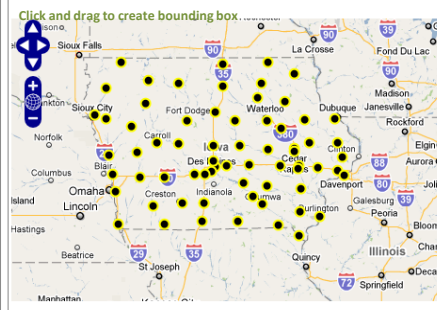 Click and drag to create bounding box.
90
La Crosse
90
39
Fond Du Lac
Sioux Falls
90
35
Madison
Janesville
Sioux City
Fort Dodge
Waterloo
Dubuque
Rockford
Norfolk
Carroll
Iowa
380
Clinton
Elgin
Columbus
Blair
Des
Cedar
Rapids
88
Aurora
Omaha
80
Davenport
Creston
Indianola
39
Lincoln
Galesburg
Burlington
Peoria
Hastings
Bloom
Beatrice
29
35
Illinois
St Joseph
Quincy
72
Springfield
Manhattan